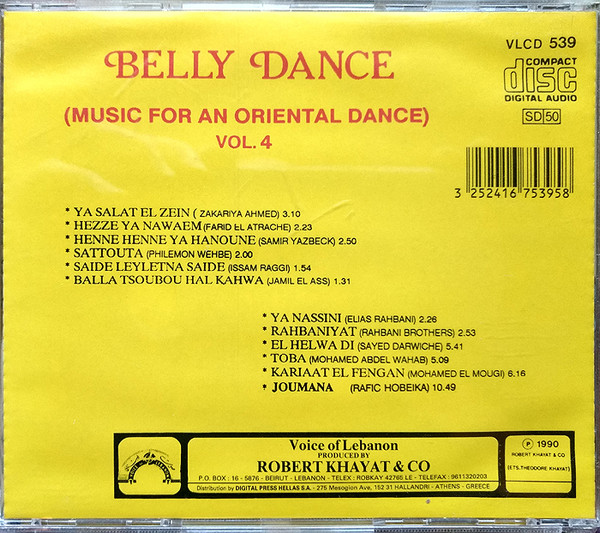 VLCD 539
BELLY DANCE
COMPACT
disc
DIGITAL AUDIO
(MUSIC FOR AN ORIENTAL DANCE)
SD 50
VOL. 4
3 252416 753958
* YA SALAT EL ZEIN ( ZAKARIYA AHMED) 3.10
* HEZZE YA NAWAEM (FARID EL ATRACHE) 2.23
* HENNE HENNE YA HANOUNE (SAMIR YAZBECK) 2.50
* SATTOUTA (PHILEMON WEHBE) 2.00
* SAIDE LEYLETNA SAIDE (ISSAM RAGGI) 1.54
* BALLA TSOUBOU HAL KAHWA (JAMIL EL ASS) 1.31
* YA NASSINI (ELIAS RAHBANI) 2.26
* RAHBANIYAT (RAHBANI BROTHERS) 2.53
* EL HELWA DI (SAYED DARWICHE) 5.41
* TOBA (MOHAMED ABDEL WAHAB) 5.09
* KARIAAT EL FENGAN (MOHAMED EL MOUGI) 6.16
* JOUMANA (RAFIC HOBEIKA) 10.49
Voice of Lebanon
PRODUCED BY
ROBERT KHAYAT & CO
P.O. BOX : 16 - 5876 - BEIRUT - LEBANON - TELEX : ROBKAY 42765 LE - TELEPHAX : 9611320203
Distribution by DIGITAL PRESS HELLAS S.A. - 275 Mesogion Ave, 152 31 HALLANDRI - ATHENS - GREECE
℗ 1990
ROBERT KHAYAT & CO
(ETS. THEODORE KHAYAT)